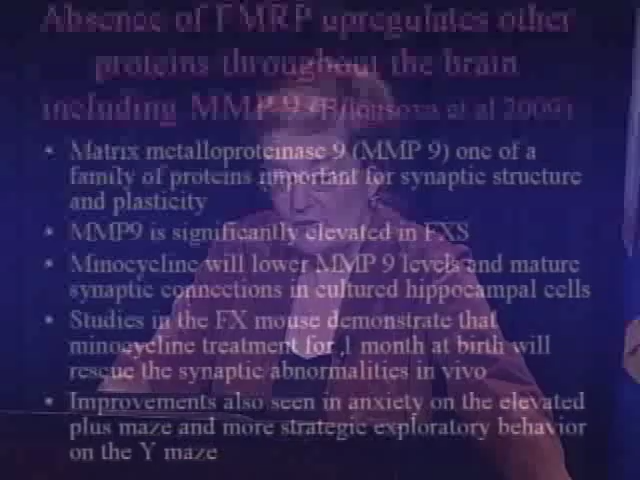 Absence of FMRP upregulates other
proteins throughout the brain
including MMP 9 (Bilousova et al 2009)
• Matrix metalloproteinase 9 (MMP 9) one of a
family of proteins important for synaptic structure
and plasticity
• MMP9 is significantly elevated in FXS
• Minocycline will lower MMP 9 levels and mature
synaptic connections in cultured hippocampal cells
• Studies in the FX mouse demonstrate that
minocycline treatment for 1 month at birth will
rescue the synaptic abnormalities in vivo
• Improvements also seen in anxiety on the elevated
plus maze and more strategic exploratory behavior
on the Y maze